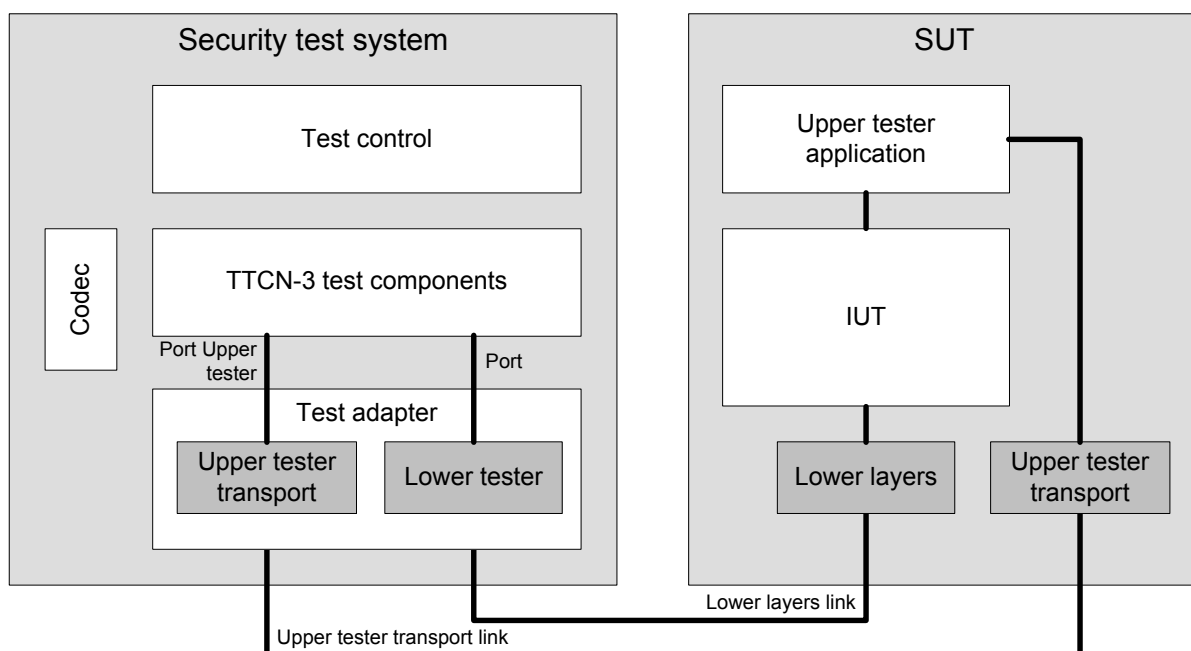 Security test system
Test control
Codec
TTCN-3 test components
Port Upper
tester
Port
Test adapter
Upper tester
transport
Lower tester
Upper tester transport link
SUT
Upper tester
application
IUT
Lower layers
Upper tester
transport
Lower layers link